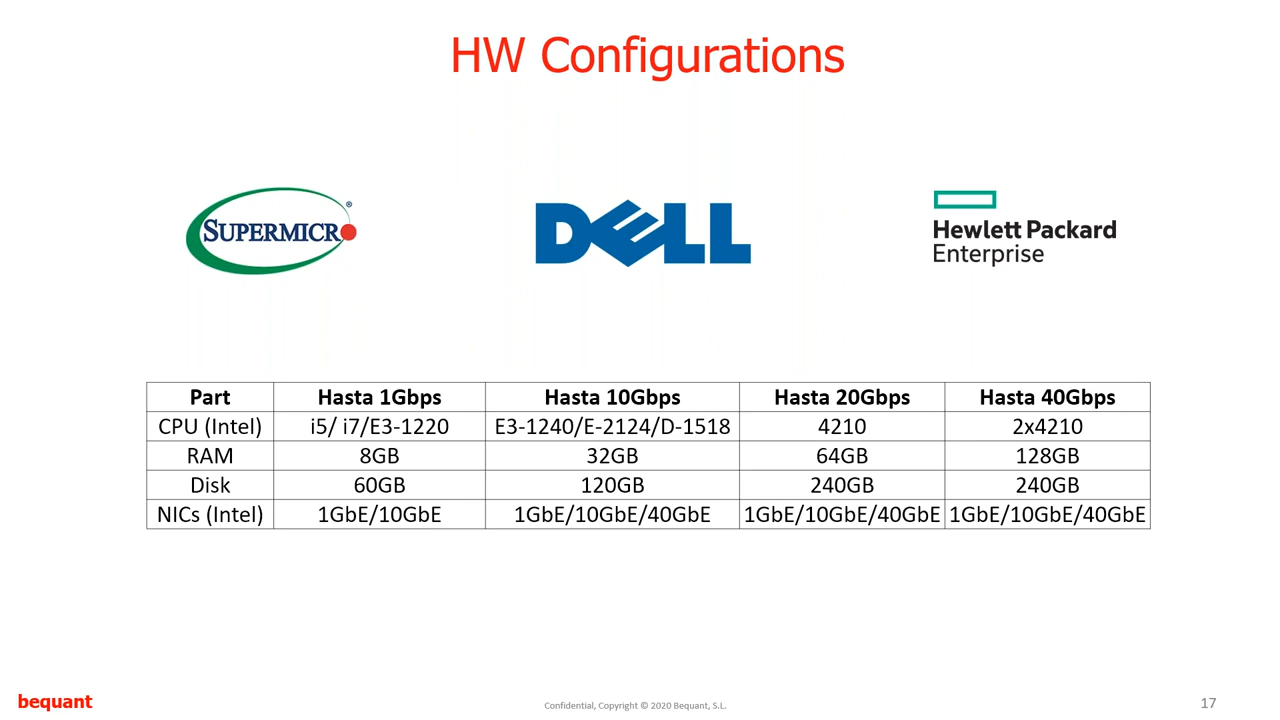 HW Configurations
SUPERMICRO®
DELL
Hewlett Packard
Enterprise
Part Hasta 1Gbps Hasta 10Gbps Hasta 20Gbps Hasta 40Gbps
CPU (Intel) i5/ i7/E3-1220 E3-1240/E-2124/D-1518 4210 2x4210
RAM 8GB 32GB 64GB 128GB
Disk 60GB 120GB 240GB 240GB
NICs (Intel) 1GbE/10GbE 1GbE/10GbE/40GbE 1GbE/10GbE/40GbE 1GbE/10GbE/40GbE
bequant Confidential, Copyright © 2020 Bequant, S.L. 17